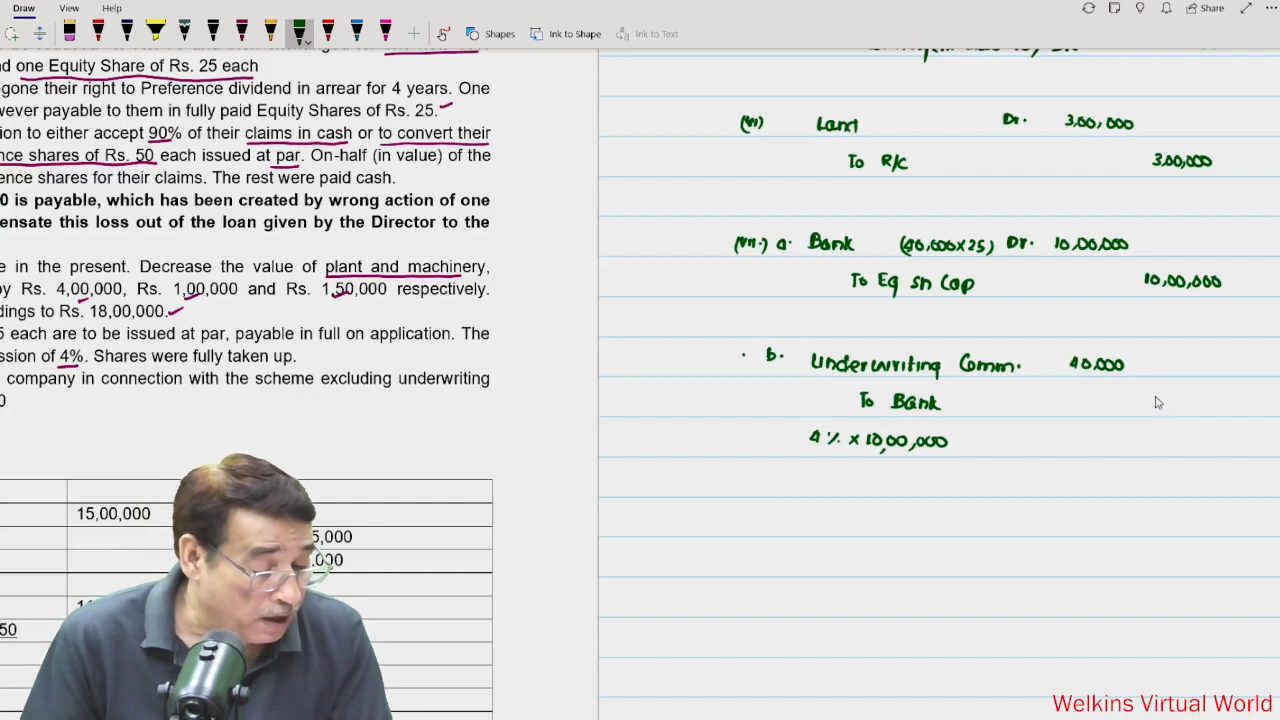 Draw View Help Share
Shapes Ink to Shape Ink to Text
nd one Equity Share of Rs. 25 each
-gone their right to Preference dividend in arrear for 4 years. One
wever payable to them in fully paid Equity Shares of Rs. 25.
tion to either accept 90% of their claims in cash or to convert their
nce shares of Rs. 50 each issued at par. On-half (in value) of the
rence shares for their claims. The rest were paid cash.
0 is payable, which has been created by wrong action of one
ensate this loss out of the loan given by the Director to the
e in the present. Decrease the value of plant and machinery,
by Rs. 4,00,000, Rs. 1,00,000 and Rs. 1,50,000 respectively.
dings to Rs. 18,00,000.
5 each are to be issued at par, payable in full on application. The
ission of 4%. Shares were fully taken up.
company in connection with the scheme excluding underwriting
0
15,00,000
5,000
,000
50
Land Dr. 3,00,000
To R/C 3,00,000
a. Bank (40,000×25) Dr. 10,00,000
To Eq sh Cap 10,00,000
b. Underwriting Comm. 40,000
To Bank
4% × 10,00,000
Welkins Virtual World